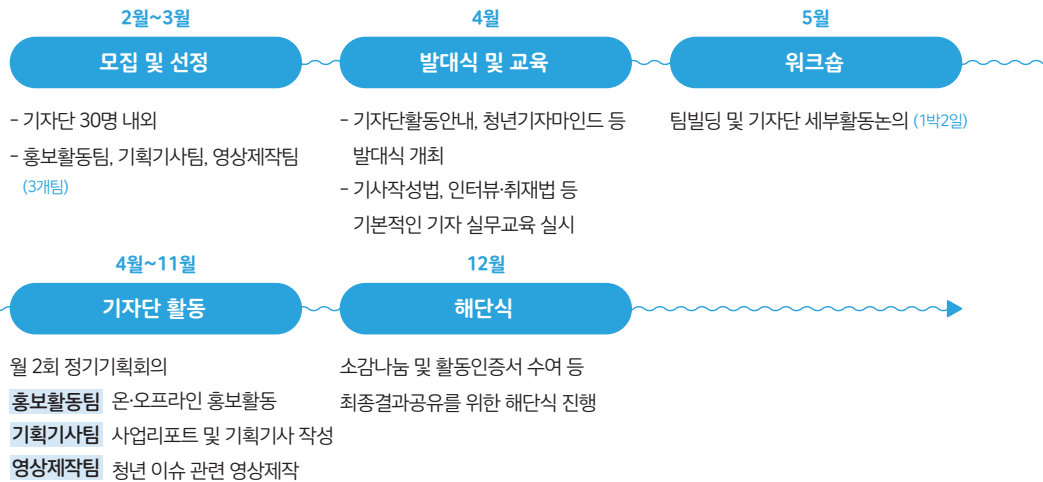 2월~3월
모집 및 선정
- 기자단 30명 내외
- 홍보활동팀, 기획기사팀, 영상제작팀
(3개팀)
4월
발대식 및 교육
- 기자단활동안내, 청년기자마인드 등
발대식 개최
- 기사작성법, 인터뷰·취재법 등
기본적인 기자 실무교육 실시
5월
워크숍
팀빌딩 및 기자단 세부활동논의 (1박2일)
4월~11월
기자단 활동
월 2회 정기기획회의
홍보활동팀 온·오프라인 홍보활동
기획기사팀 사업리포트 및 기획기사 작성
영상제작팀 청년 이슈 관련 영상제작
12월
해단식
소감나눔 및 활동인증서 수여 등
최종결과공유를 위한 해단식 진행